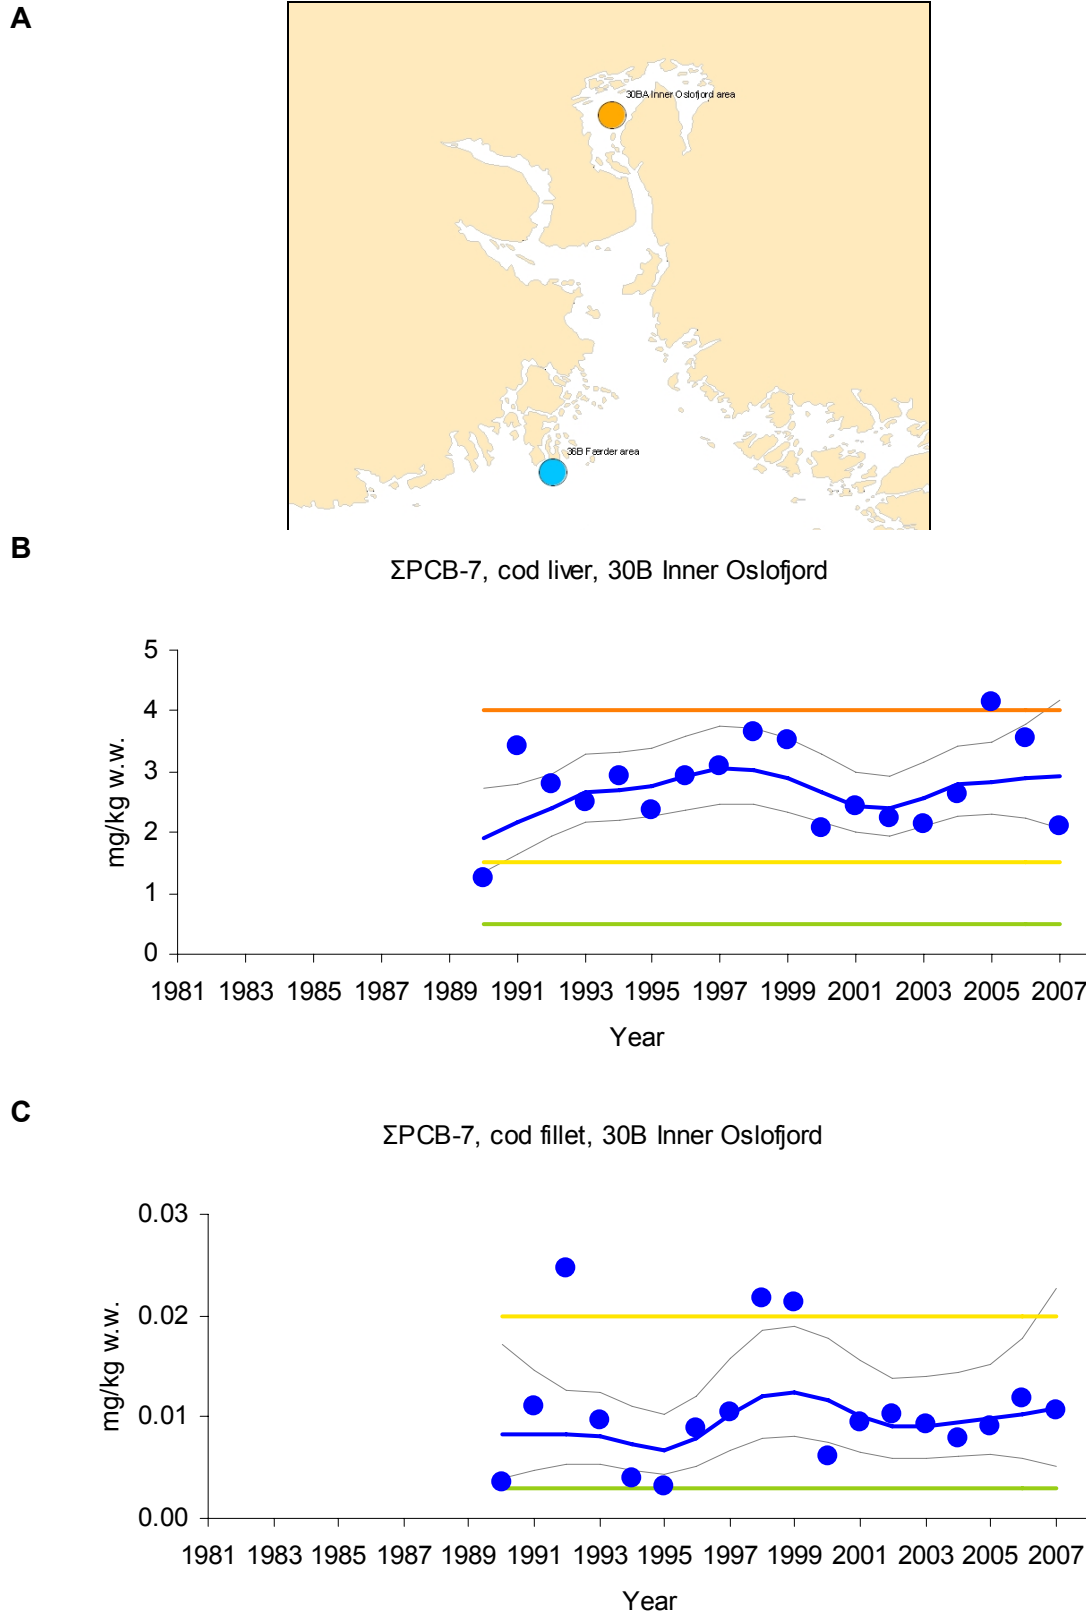 A
30BA Inner Oslofjord area
36B Færder area
B
ΣPCB-7, cod liver, 30B Inner Oslofjord
5
4
3
2
1
0
mg/kg w.w.
1981 1983 1985 1987 1989 1991 1993 1995 1997 1999 2001 2003 2005 2007
Year
C
ΣPCB-7, cod fillet, 30B Inner Oslofjord
0.03
0.02
0.01
0.00
mg/kg w.w.
1981 1983 1985 1987 1989 1991 1993 1995 1997 1999 2001 2003 2005 2007
Year